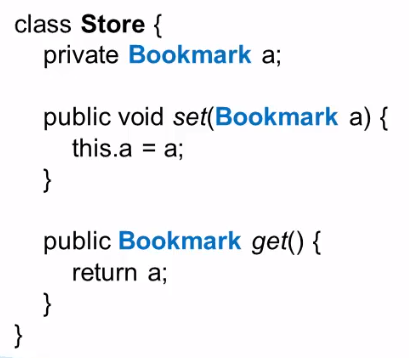 class Store {
private Bookmark a;
public void set(Bookmark a) {
this.a = a;
}
public Bookmark get() {
return a;
}
}